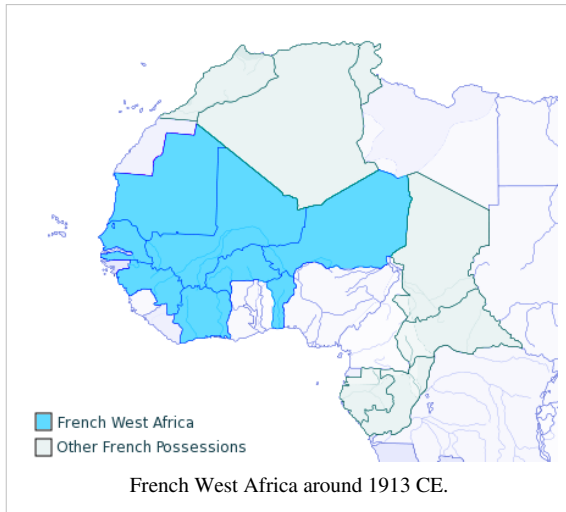 French West Africa
Other French Possessions
French West Africa around 1913 CE.